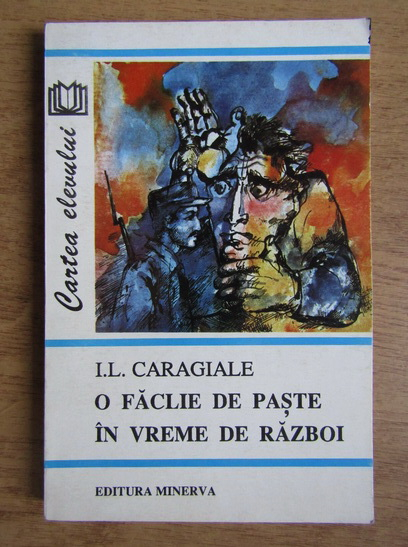 Cartea elevului
I.L. CARAGIALE
O FĂCLIE DE PAȘTE
ÎN VREME DE RĂZBOI
EDITURA MINERVA